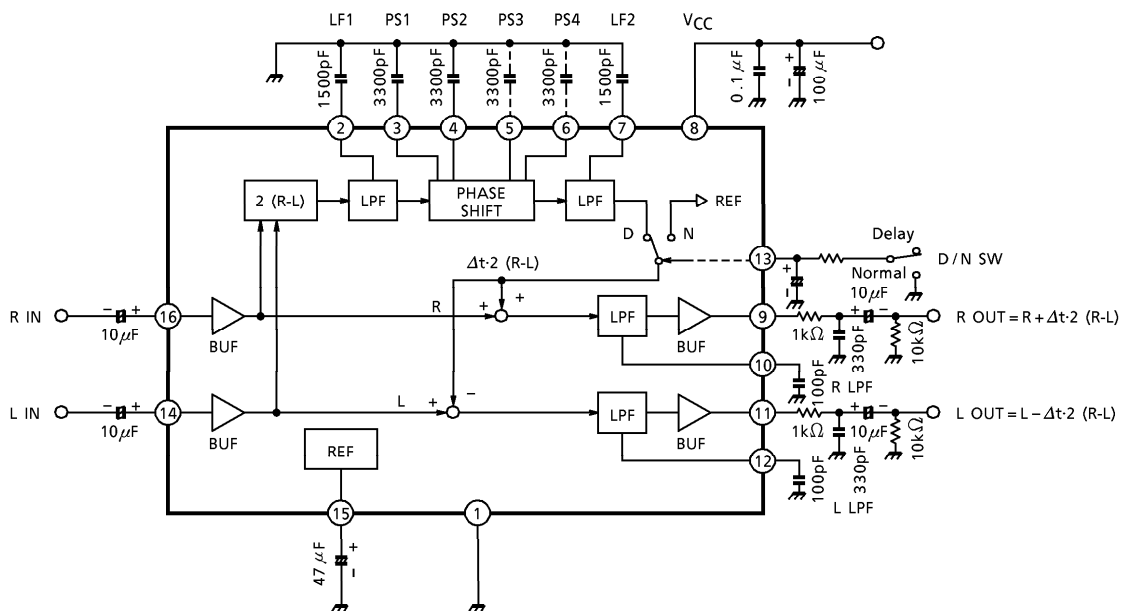 LF1 PS1 PS2 PS3 PS4 LF2 VCC
1500pF 3300pF 3300pF 3300pF 3300pF 1500pF 0.1μF + - 100μF
2 3 4 5 6 7 8
2 (R-L) LPF PHASE SHIFT LPF REF
D N
Delay
13 D/N SW
Δt·2 (R-L)
+ - Normal
R IN - + 10μF 16 BUF R + + LPF BUF 9 1kΩ 330pF + 10μF - 10kΩ R OUT=R+Δt·2 (R-L)
10 100pF R LPF
L IN - + 10μF 14 BUF L + - LPF BUF 11 1kΩ 330pF + 10μF - 10kΩ L OUT=L-Δt·2 (R-L)
12 100pF L LPF
REF
15 1
47μF + -